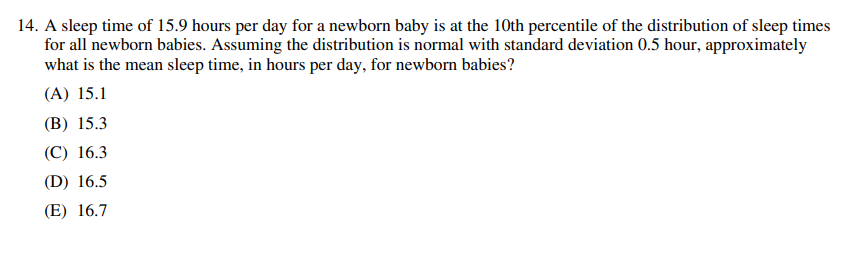 14. A sleep time of 15.9 hours per day for a newborn baby is at the 10th percentile of the distribution of sleep times
for all newborn babies. Assuming the distribution is normal with standard deviation 0.5 hour, approximately
what is the mean sleep time, in hours per day, for newborn babies?
(A) 15.1
(B) 15.3
(C) 16.3
(D) 16.5
(E) 16.7